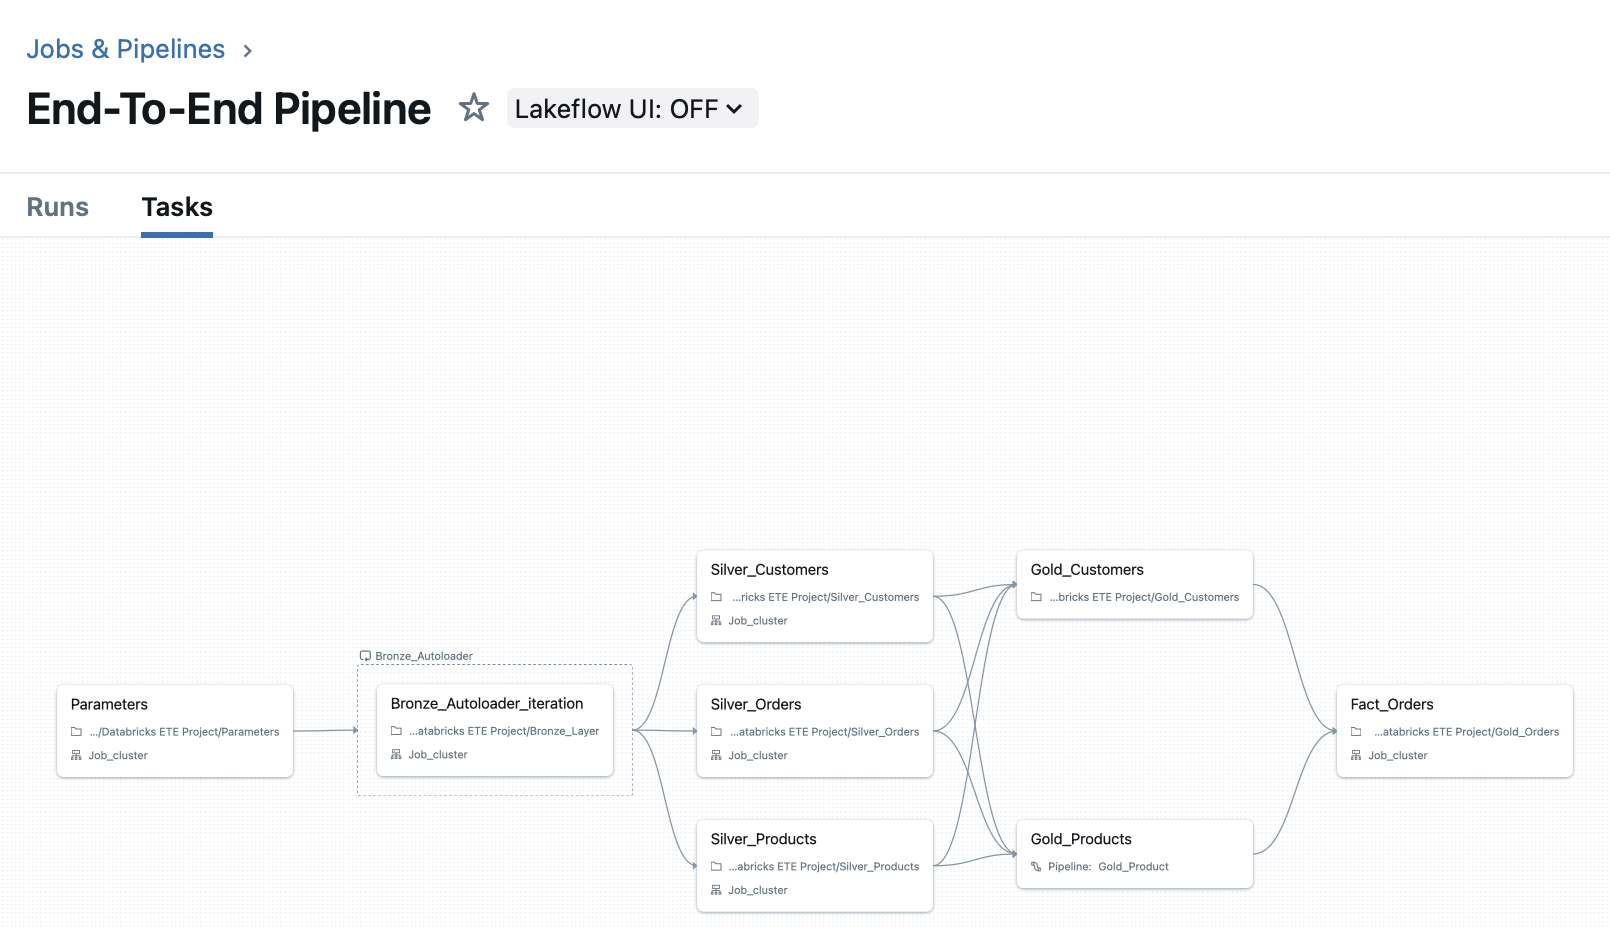 Jobs & Pipelines
End-To-End Pipeline
Lakeflow UI: OFF
Runs
Tasks
Parameters
.../Databricks ETE Project/Parameters
Job_cluster
Bronze_Autoloader
Bronze_Autoloader_iteration
...atabricks ETE Project/Bronze_Layer
Job_cluster
Silver_Customers
...ricks ETE Project/Silver_Customers
Job_cluster
Silver_Orders
...atabricks ETE Project/Silver_Orders
Job_cluster
Silver_Products
...abricks ETE Project/Silver_Products
Job_cluster
Gold_Customers
...bricks ETE Project/Gold_Customers
Gold_Products
Pipeline: Gold_Product
Fact_Orders
...atabricks ETE Project/Gold_Orders
Job_cluster